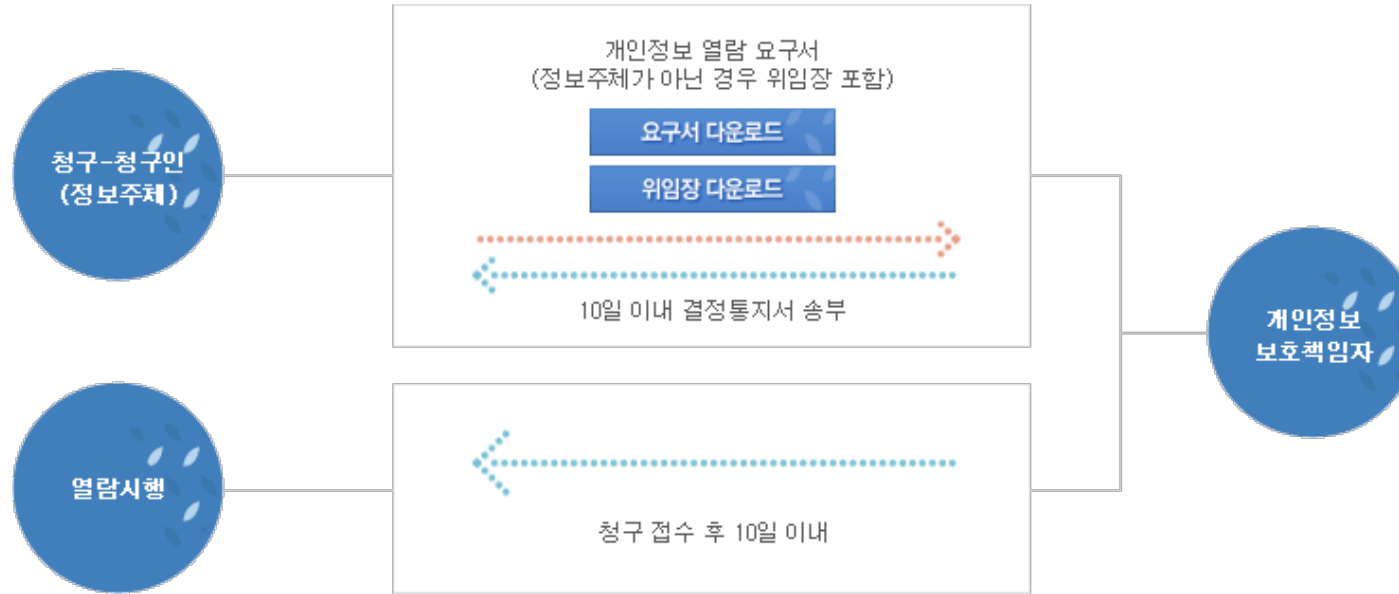 청구-청구인
(정보주체)
개인정보 열람 요구서
(정보주체가 아닌 경우 위임장 포함)
요구서 다운로드
위임장 다운로드
10일 이내 결정통지서 송부
개인정보
보호책임자
열람시행
청구 접수 후 10일 이내